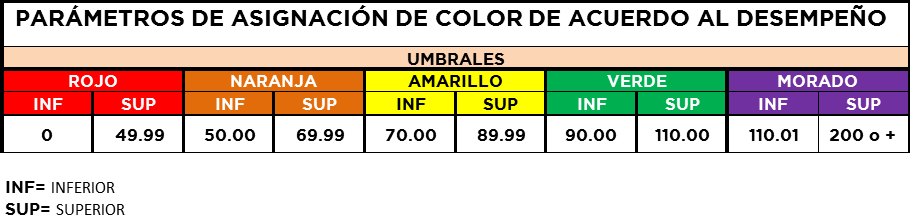 PARÁMETROS DE ASIGNACIÓN DE COLOR DE ACUERDO AL DESEMPEÑO
UMBRALES
ROJO NARANJA AMARILLO VERDE MORADO
INF SUP INF SUP INF SUP INF SUP INF SUP
0 49.99 50.00 69.99 70.00 89.99 90.00 110.00 110.01 200 o +
INF= INFERIOR
SUP= SUPERIOR